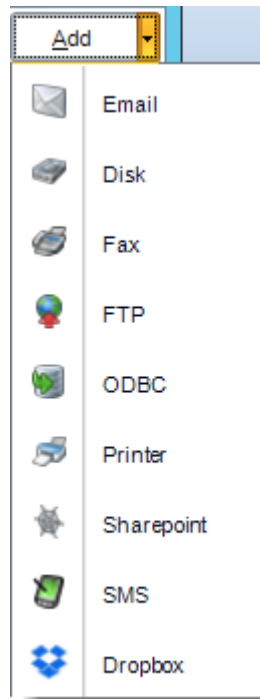 Add
Email
Disk
Fax
FTP
ODBC
Printer
Sharepoint
SMS
Dropbox